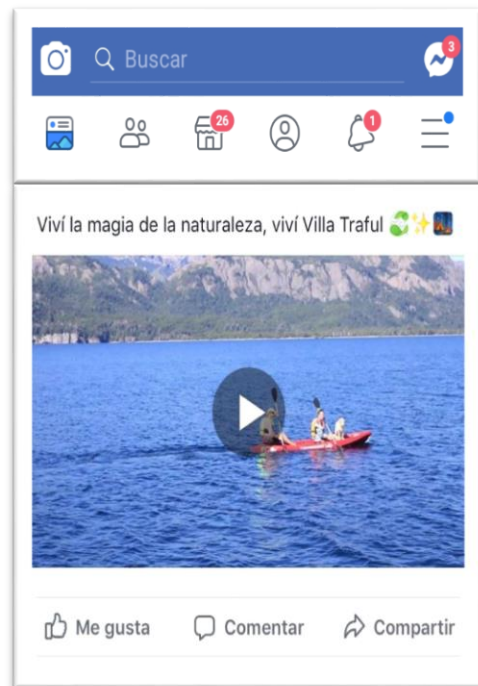 Buscar
3
26
1
Viví la magia de la naturaleza, viví Villa Traful
Me gusta
Comentar
Compartir